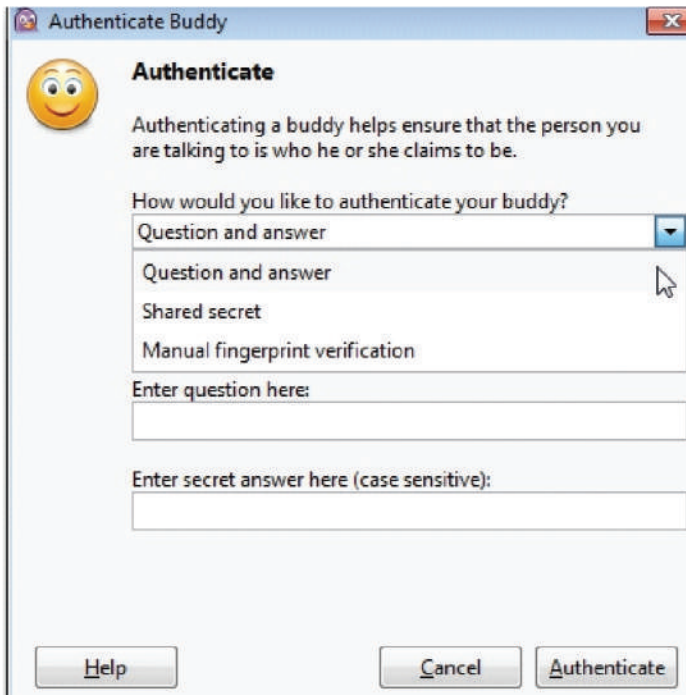 Authenticate Buddy
Authenticate
Authenticating a buddy helps ensure that the person you
are talking to is who he or she claims to be.
How would you like to authenticate your buddy?
Question and answer
Question and answer
Shared secret
Manual fingerprint verification
Enter question here:
Enter secret answer here (case sensitive):
Help
Cancel
Authenticate